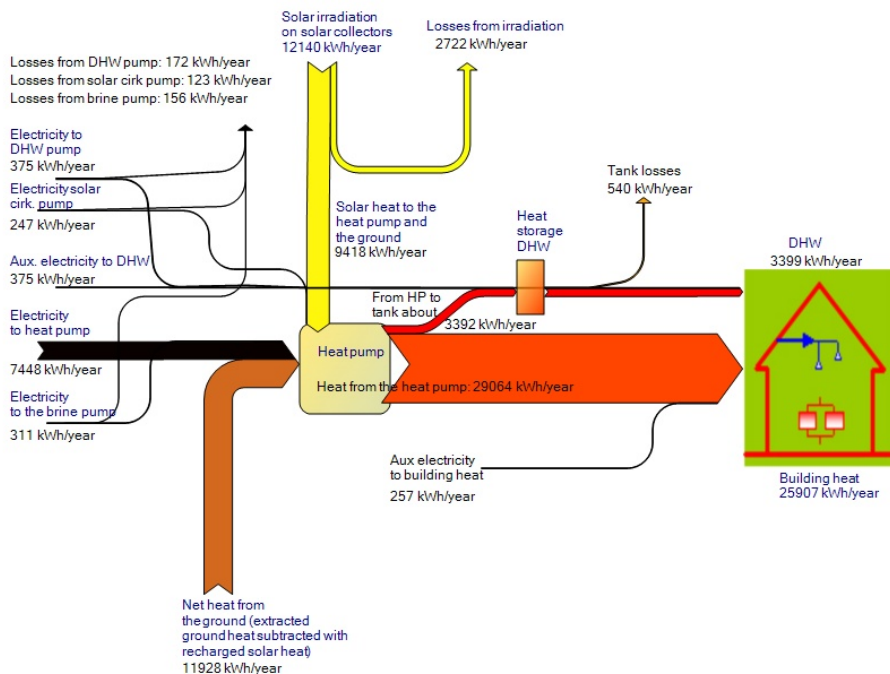 Solar irradiation
on solar collectors
12140 kWh/year
Losses from irradiation
2722 kWh/year
Losses from DHW pump: 172 kWh/year
Losses from solar cirk pump: 123 kWh/year
Losses from brine pump: 156 kWh/year
Electricity to
DHW pump
375 kWh/year
Electricity solar
cirk. pump
247 kWh/year
Aux. electricity to DHW
375 kWh/year
Electricity
to heat pump
7448 kWh/year
Electricity
to the brine pump
311 kWh/year
Solar heat to the
heat pump and
the ground
9418 kWh/year
Heat
storage
DHW
Tank losses
540 kWh/year
DHW
3399 kWh/year
From HP to
tank about
3392 kWh/year
Heat pump
Heat from the heat pump: 29064 kWh/year
Aux electricity
to building heat
257 kWh/year
Building heat
25907 kWh/year
Net heat from
the ground (extracted
ground heat subtracted with
recharged solar heat)
11928 kWh/year